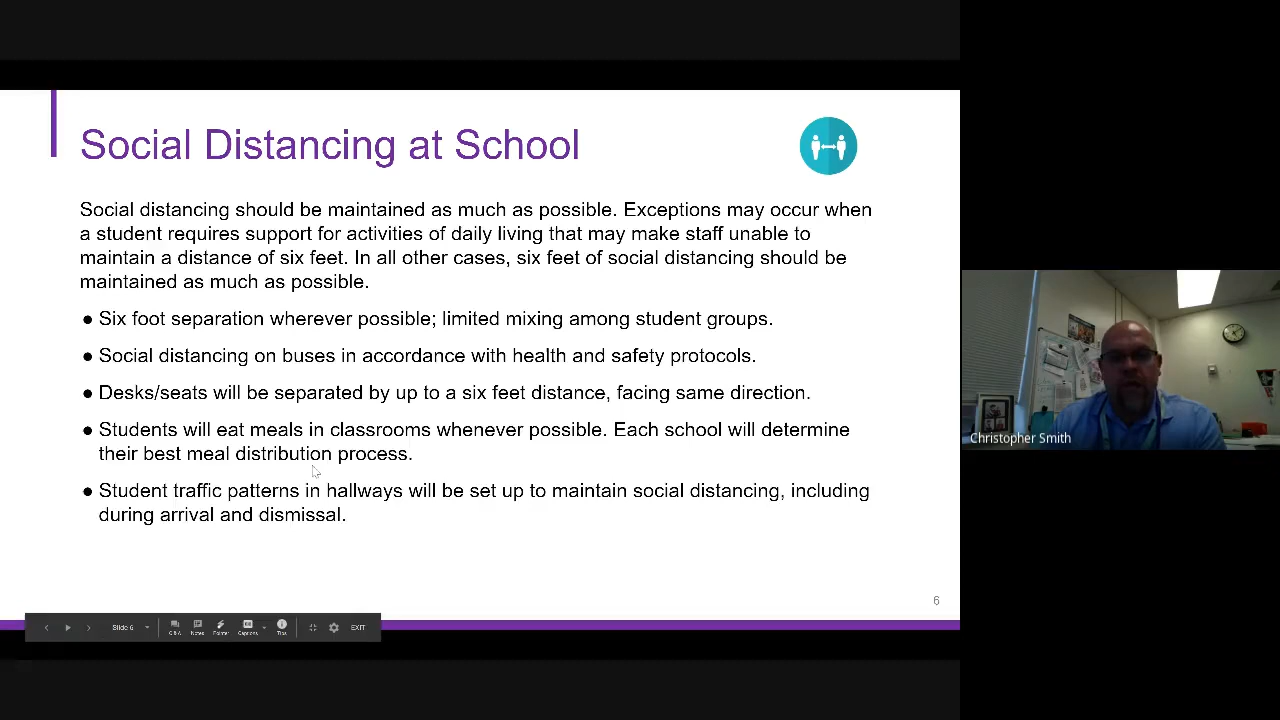 Social Distancing at School
Social distancing should be maintained as much as possible. Exceptions may occur when
a student requires support for activities of daily living that may make staff unable to
maintain a distance of six feet. In all other cases, six feet of social distancing should be
maintained as much as possible.
● Six foot separation wherever possible; limited mixing among student groups.
● Social distancing on buses in accordance with health and safety protocols.
● Desks/seats will be separated by up to a six feet distance, facing same direction.
● Students will eat meals in classrooms whenever possible. Each school will determine
their best meal distribution process.
● Student traffic patterns in hallways will be set up to maintain social distancing, including
during arrival and dismissal.
6
Slide 6
Q & A Notes Pointer Captions Tips
EXIT
Christopher Smith